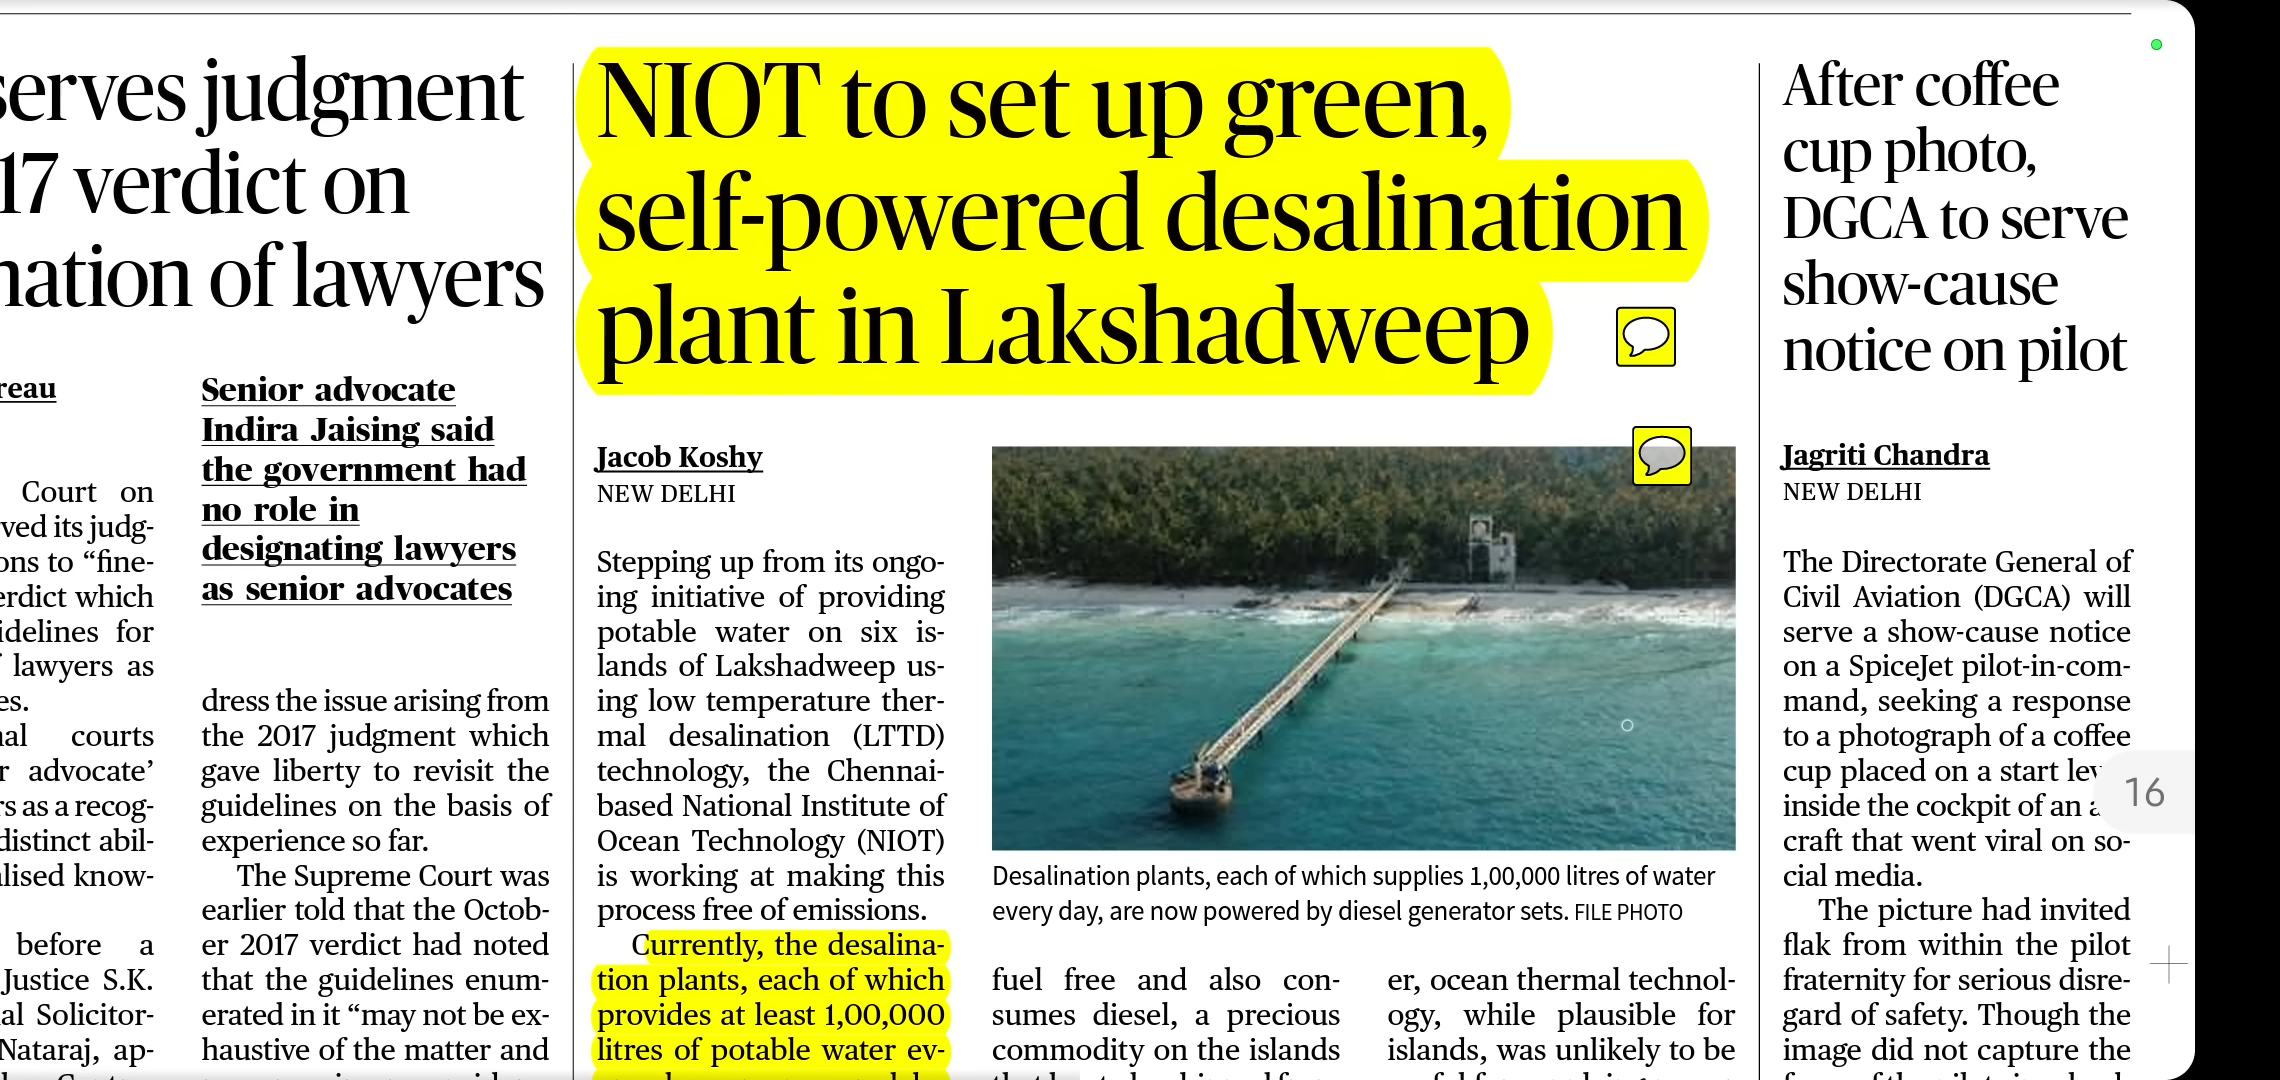 serves judgment
17 verdict on
nation of lawyers
reau
Court on
ved its judg-
ons to “fine-
erdict which
idelines for
lawyers as
es.
nal courts
r advocate’
rs as a recog-
distinct abil-
alised know-
before a
Justice S.K.
al Solicitor-
Nataraj, ap-
Senior advocate
Indira Jaising said
the government had
no role in
designating lawyers
as senior advocates
dress the issue arising from
the 2017 judgment which
gave liberty to revisit the
guidelines on the basis of
experience so far.
The Supreme Court was
earlier told that the Octob-
er 2017 verdict had noted
that the guidelines enum-
erated in it “may not be ex-
haustive of the matter and
NIOT to set up green,
self-powered desalination
plant in Lakshadweep
Jacob Koshy
NEW DELHI
Stepping up from its ongo-
ing initiative of providing
potable water on six is-
lands of Lakshadweep us-
ing low temperature ther-
mal desalination (LTTD)
technology, the Chennai-
based National Institute of
Ocean Technology (NIOT)
is working at making this
process free of emissions.
Currently, the desalina-
tion plants, each of which
provides at least 1,00,000
litres of potable water ev-
Desalination plants, each of which supplies 1,00,000 litres of water
every day, are now powered by diesel generator sets. FILE PHOTO
fuel free and also con-
sumes diesel, a precious
commodity on the islands
er, ocean thermal technol-
ogy, while plausible for
islands, was unlikely to be
After coffee
cup photo,
DGCA to serve
show-cause
notice on pilot
Jagriti Chandra
NEW DELHI
The Directorate General of
Civil Aviation (DGCA) will
serve a show-cause notice
on a SpiceJet pilot-in-com-
mand, seeking a response
to a photograph of a coffee
cup placed on a start lev
inside the cockpit of an a
craft that went viral on so-
cial media.
The picture had invited
flak from within the pilot
fraternity for serious disre-
gard of safety. Though the
image did not capture the
16